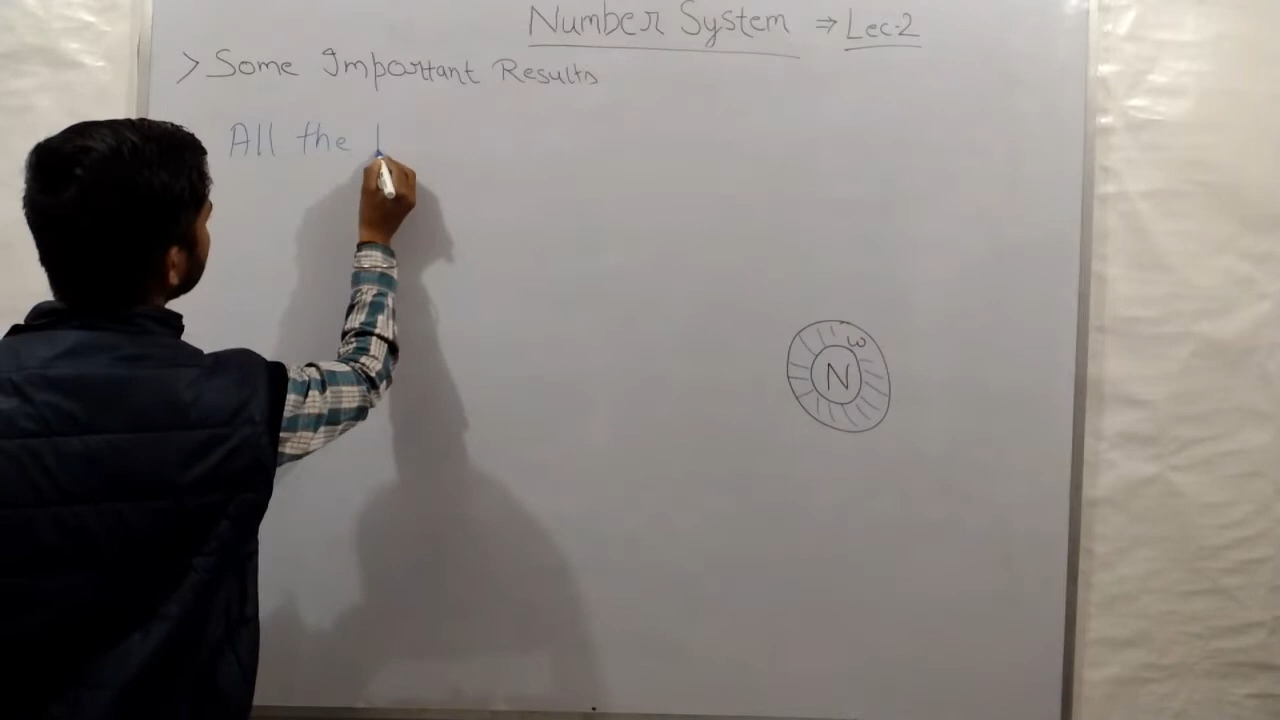 Number System ⇒ Lec-2
> Some Important Results
All the
W
N